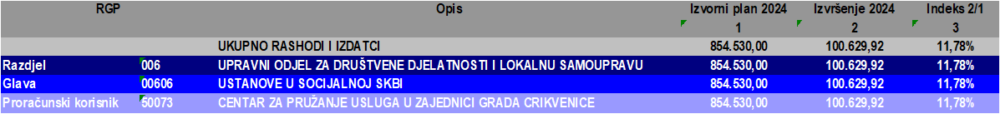 RGP Opis Izvorni plan 2024 Izvršenje 2024 Indeks 2/1
1 2 3
UKUPNO RASHODI I IZDATCI 854.530,00 100.629,92 11,78%
Razdjel 006 UPRAVNI ODJEL ZA DRUŠTVENE DJELATNOSTI I LOKALNU SAMOUPRAVU 854.530,00 100.629,92 11,78%
Glava 00606 USTANOVE U SOCIJALNOJ SKBI 854.530,00 100.629,92 11,78%
Proračunski korisnik 50073 CENTAR ZA PRUŽANJE USLUGA U ZAJEDNICI GRADA CRIKVENICE 854.530,00 100.629,92 11,78%